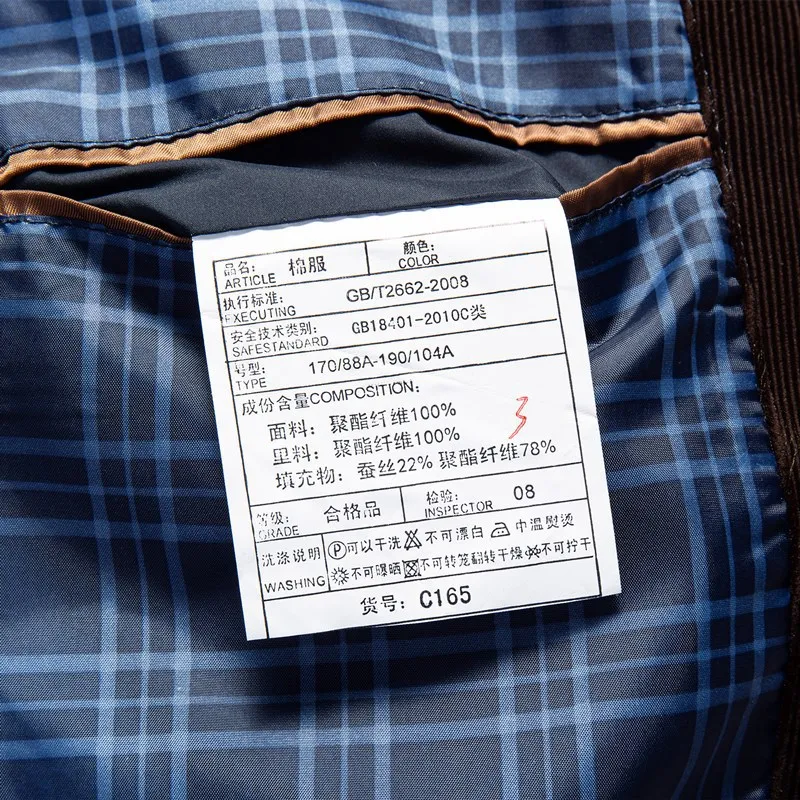 品名: 棉服 颜色:
ARTICLE COLOR
执行标准: GB/T2662-2008
EXECUTING
安全技术类别: GB18401-2010C类
SAFESTANDARD
号型: 170/88A-190/104A
TYPE
成份含量COMPOSITION:
面料: 聚酯纤维100%
里料: 聚酯纤维100%
填充物: 蚕丝22% 聚酯纤维78%
3
等级: 合格品 检验: 08
GRADE INSPECTOR
洗涤说明 P可以干洗 不可漂白 中温熨烫
WASHING 不可曝晒 不可转笼翻转干燥 不可拧干
货号: C165